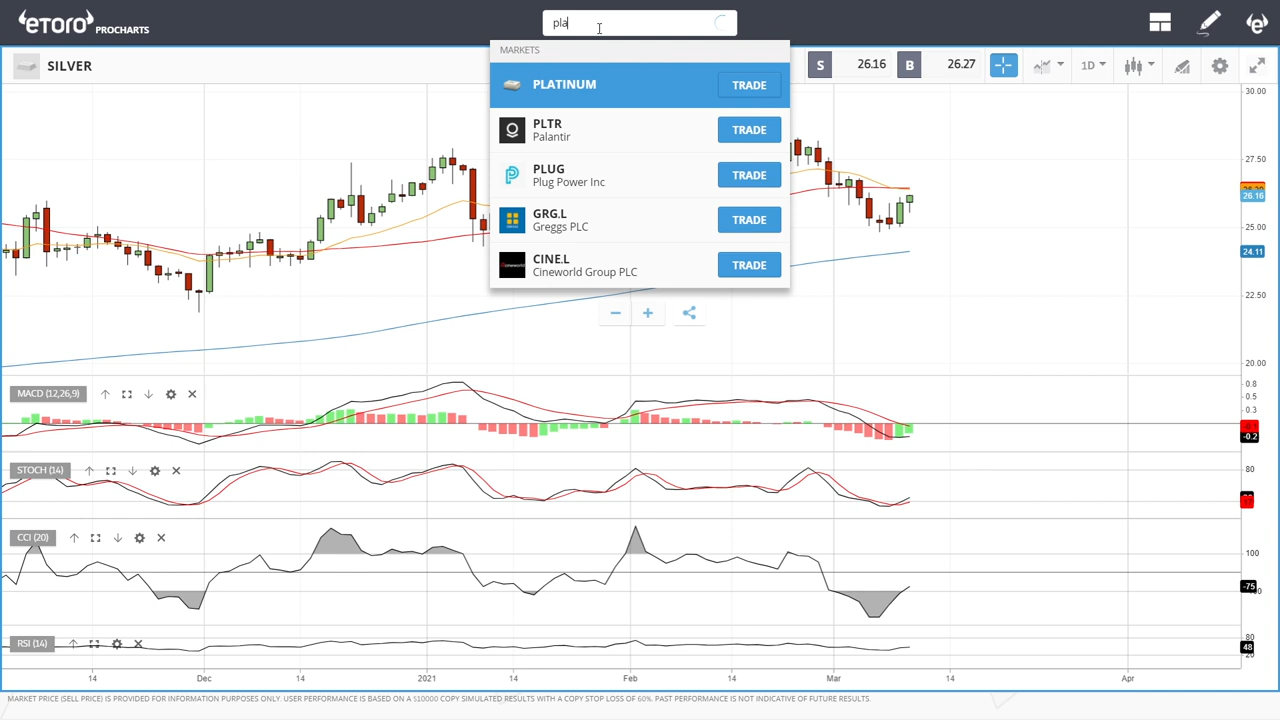 eToro PROCHARTS
pla
SILVER
S 26.16 B 26.27
1D
MARKETS
PLATINUM TRADE
PLTR
Palantir
TRADE
PLUG
Plug Power Inc
TRADE
GRG.L
Greggs PLC
TRADE
CINE.L
Cineworld Group PLC
TRADE
30.00
27.50
26.16
25.00
24.11
22.50
20.00
MACD (12,26,9)
0.8
0.5
0.3
-0.2
STOCH (14)
80
CCI (20)
100
-75
RSI (14)
80
48
14 Dec 14 2021 14 Feb 14 Mar 14 Apr
MARKET PRICE (SELL PRICE) IS PROVIDED FOR INFORMATION PURPOSES ONLY. USER PERFORMANCE IS BASED ON A $10000 COPY SIMULATED RESULTS WITH A COPY STOP LOSS OF 60%. PAST PERFORMANCE IS NOT INDICATIVE OF FUTURE RESULTS.